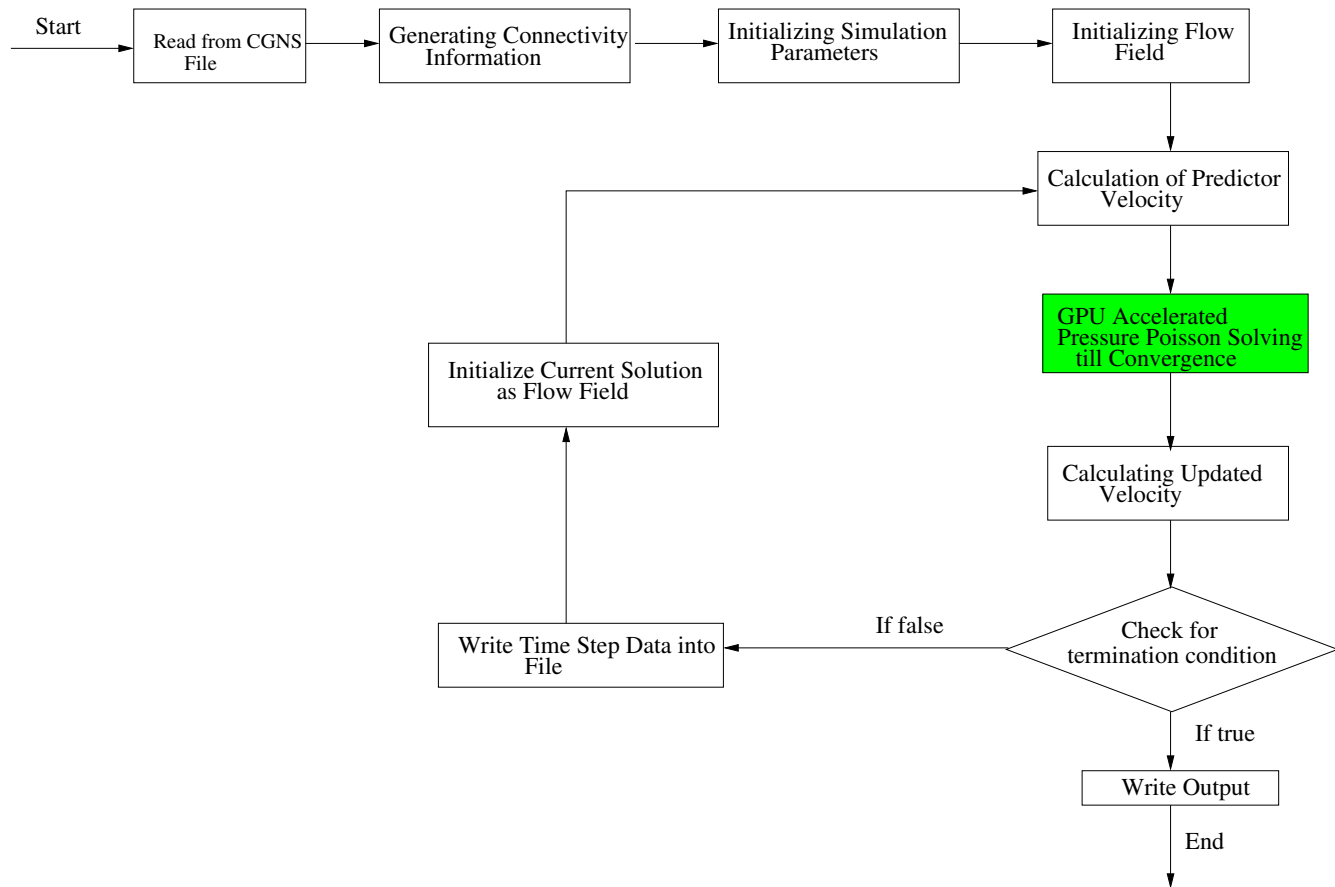 Start
Read from CGNS
File
Generating Connectivity
Information
Initializing Simulation
Parameters
Initializing Flow
Field
Calculation of Predictor
Velocity
GPU Accelerated
Pressure Poisson Solving
till Convergence
Initialize Current Solution
as Flow Field
Calculating Updated
Velocity
If false
Check for
termination condition
Write Time Step Data into
File
If true
Write Output
End